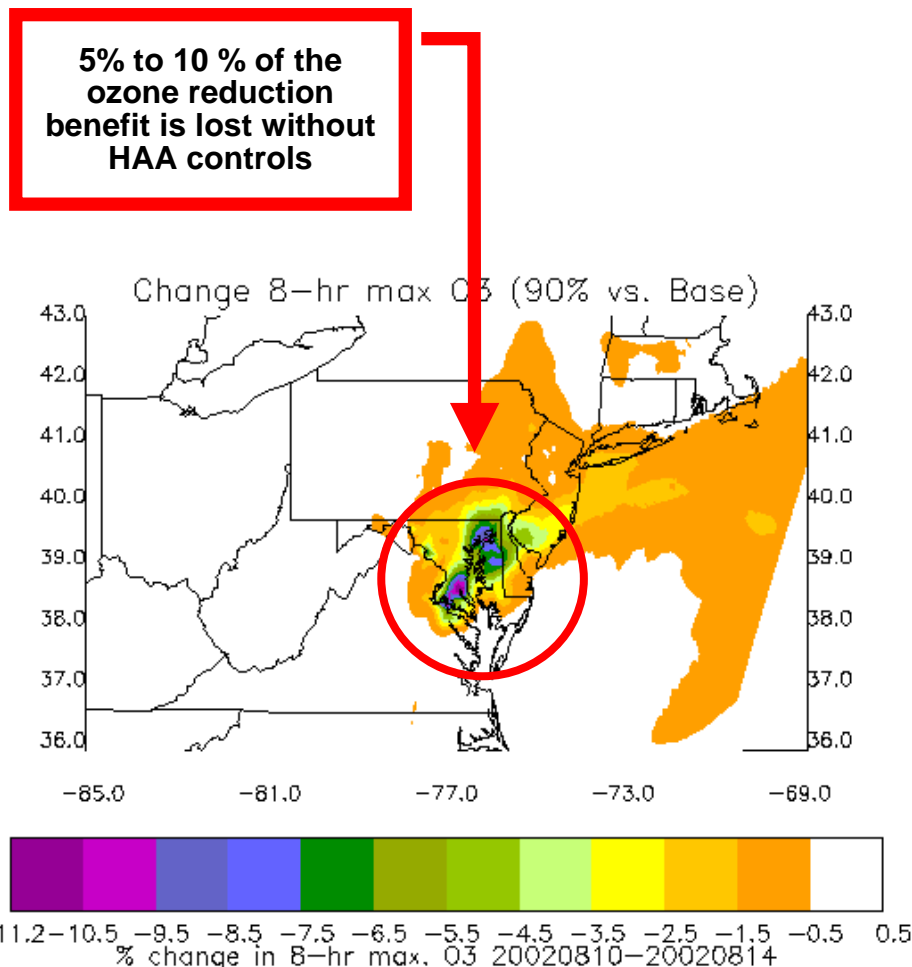 5% to 10 % of the
ozone reduction
benefit is lost without
HAA controls
Change 8-hr max O3 (90% vs. Base)
43.0 43.0
42.0 42.0
41.0 41.0
40.0 40.0
39.0 39.0
38.0 38.0
37.0 37.0
36.0 36.0
-85.0 -81.0 -77.0 -73.0 -69.0
11.2 -10.5 -9.5 -8.5 -7.5 -6.5 -5.5 -4.5 -3.5 -2.5 -1.5 -0.5 0.5
% change in 8-hr max. O3 20020810-20020814